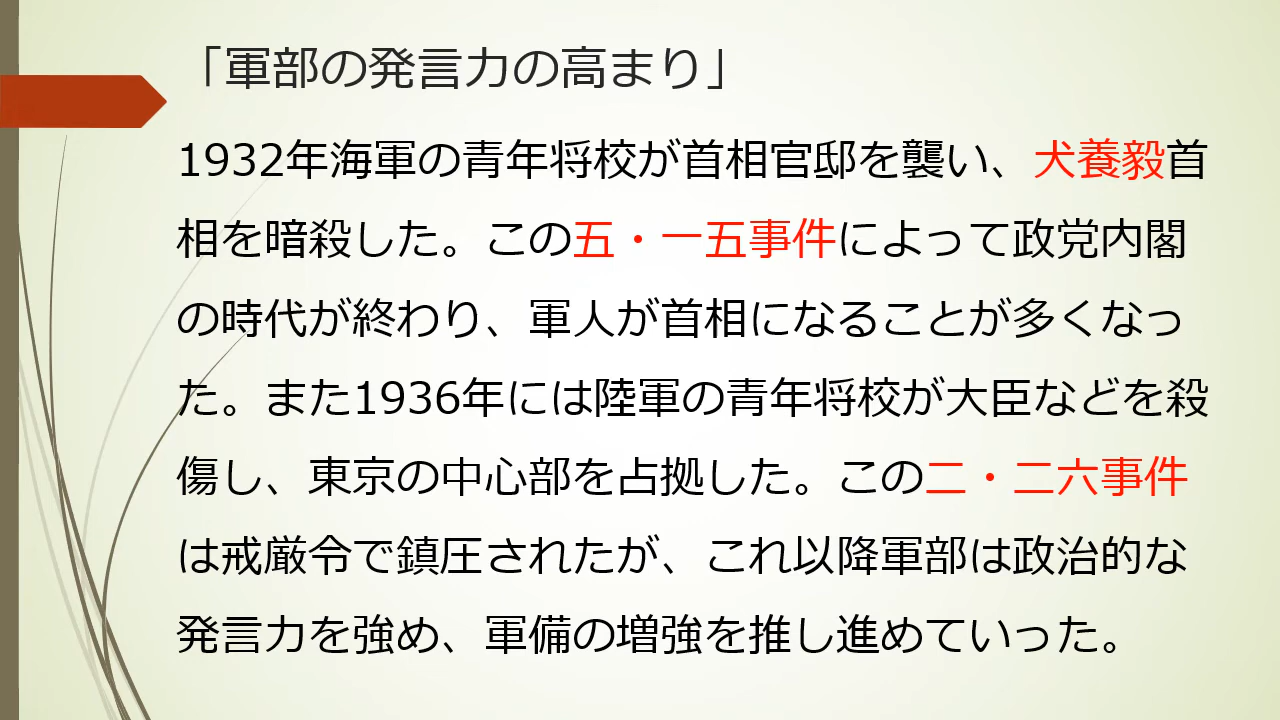 「軍部の発言力の高まり」
1932年海軍の青年将校が首相官邸を襲い、犬養毅首
相を暗殺した。この五・一五事件によって政党内閣
の時代が終わり、軍人が首相になることが多くなっ
た。また1936年には陸軍の青年将校が大臣などを殺
傷し、東京の中心部を占拠した。この二・二六事件
は戒厳令で鎮圧されたが、これ以降軍部は政治的な
発言力を強め、軍備の増強を推し進めていった。